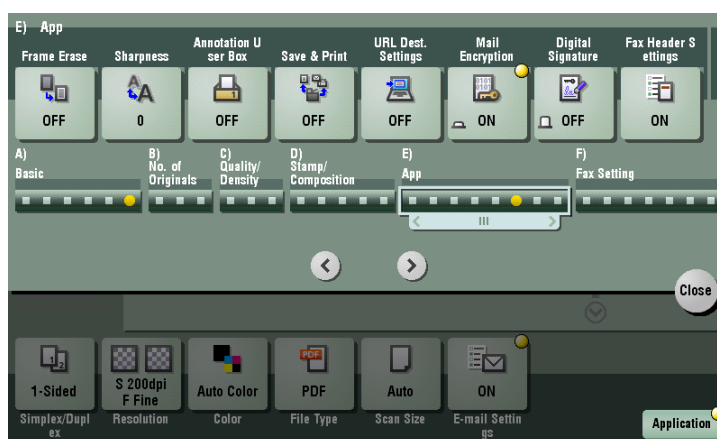 E) App
Frame Erase
Sharpness
Annotation U
ser Box
Save & Print
URL Dest.
Settings
Mail
Encryption
Digital
Signature
Fax Header S
ettings
OFF
0
OFF
OFF
OFF
ON
OFF
ON
A)
Basic
B)
No. of
Originals
C)
Quality/
Density
D)
Stamp/
Composition
E)
App
F)
Fax Setting
Close
1-Sided
S 200dpi
F Fine
Auto Color
PDF
PDF
Auto
ON
Simplex/Dupl
ex
Resolution
Color
File Type
Scan Size
E-mail Settin
gs
Application